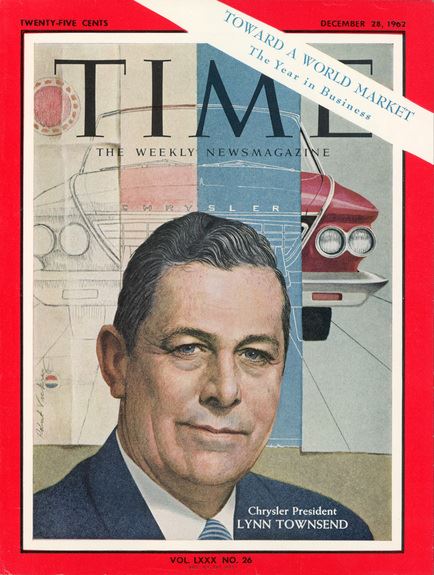 TWENTY-FIVE CENTS
DECEMBER 28, 1962
TOWARD A WORLD MARKET
The Year in Business
TIME
THE WEEKLY NEWSMAGAZINE
CHRYSLER
Chrysler President
LYNN TOWNSEND
VOL. LXXX NO. 26